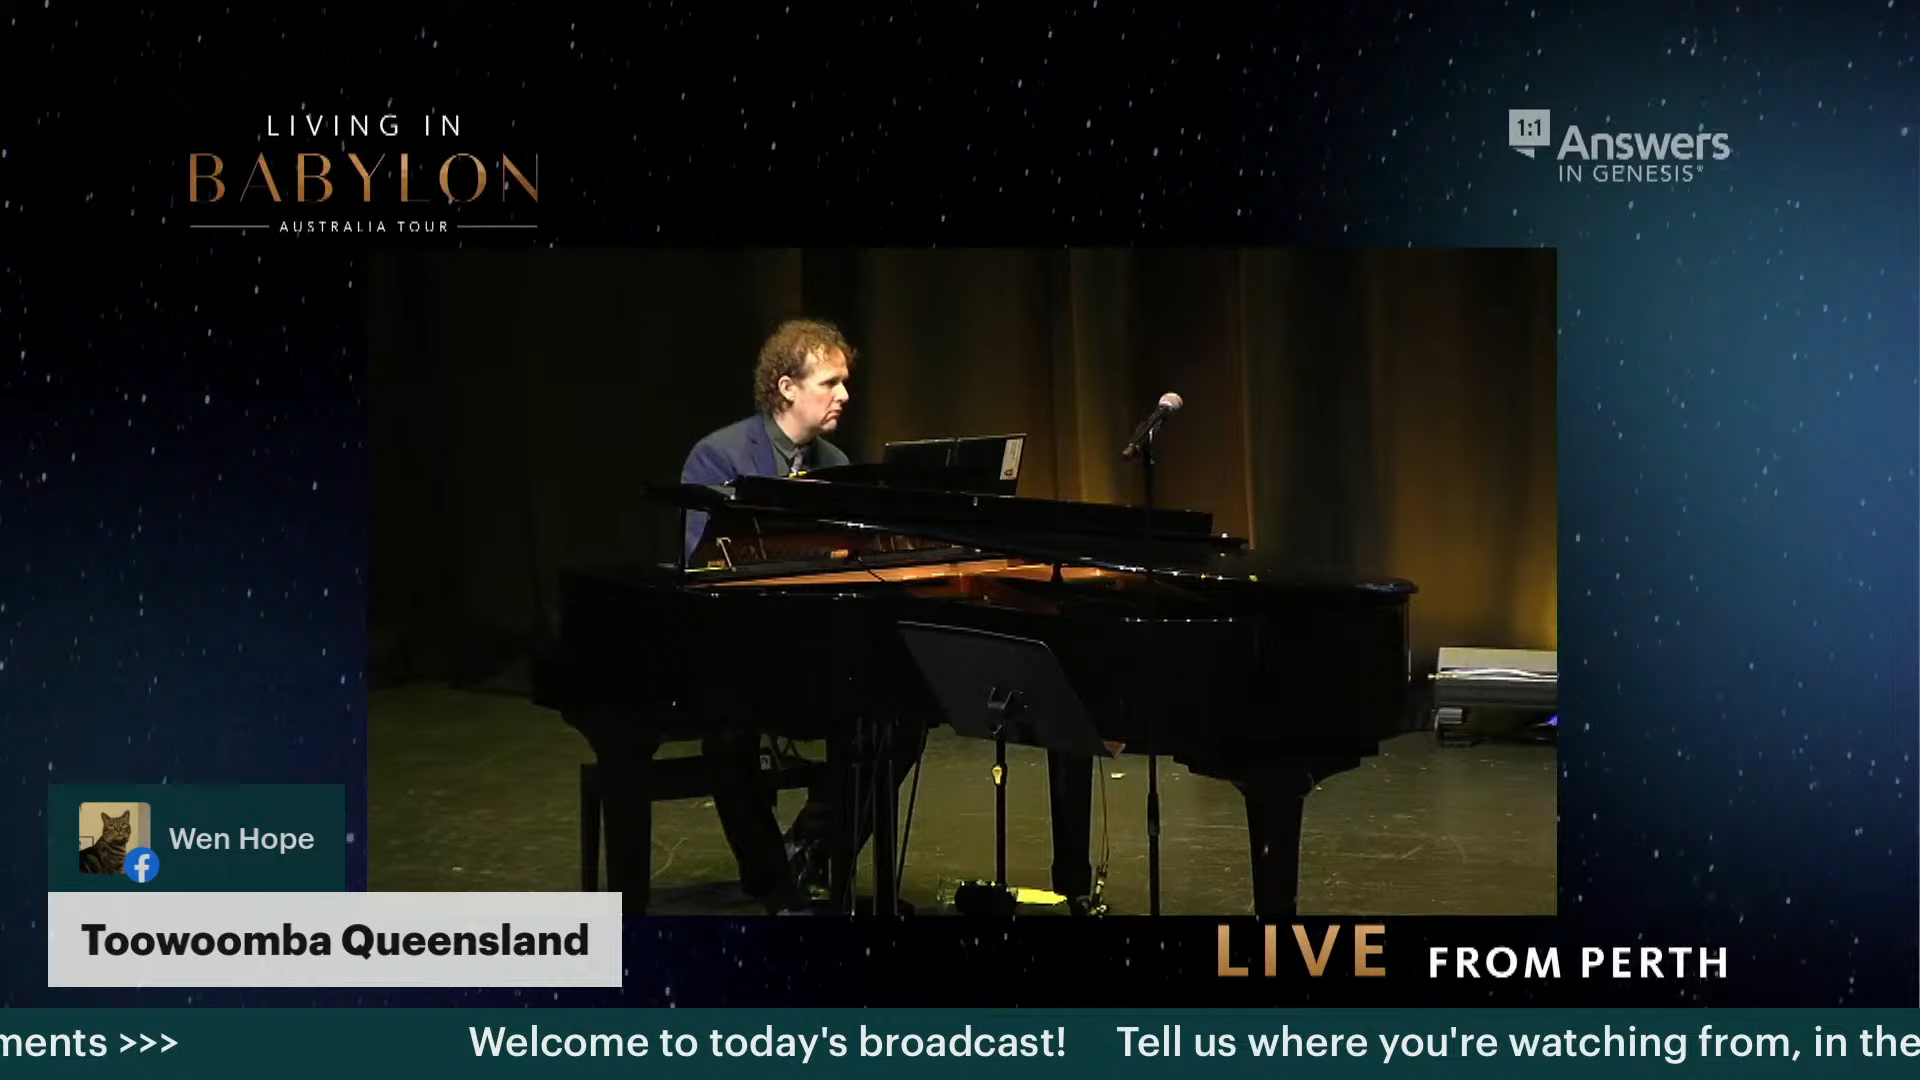 LIVING IN
BABYLON
AUSTRALIA TOUR
1:1
Answers
IN GENESIS®
Wen Hope
Toowoomba Queensland
LIVE FROM PERTH
ments >>> Welcome to today's broadcast! Tell us where you're watching from, in the